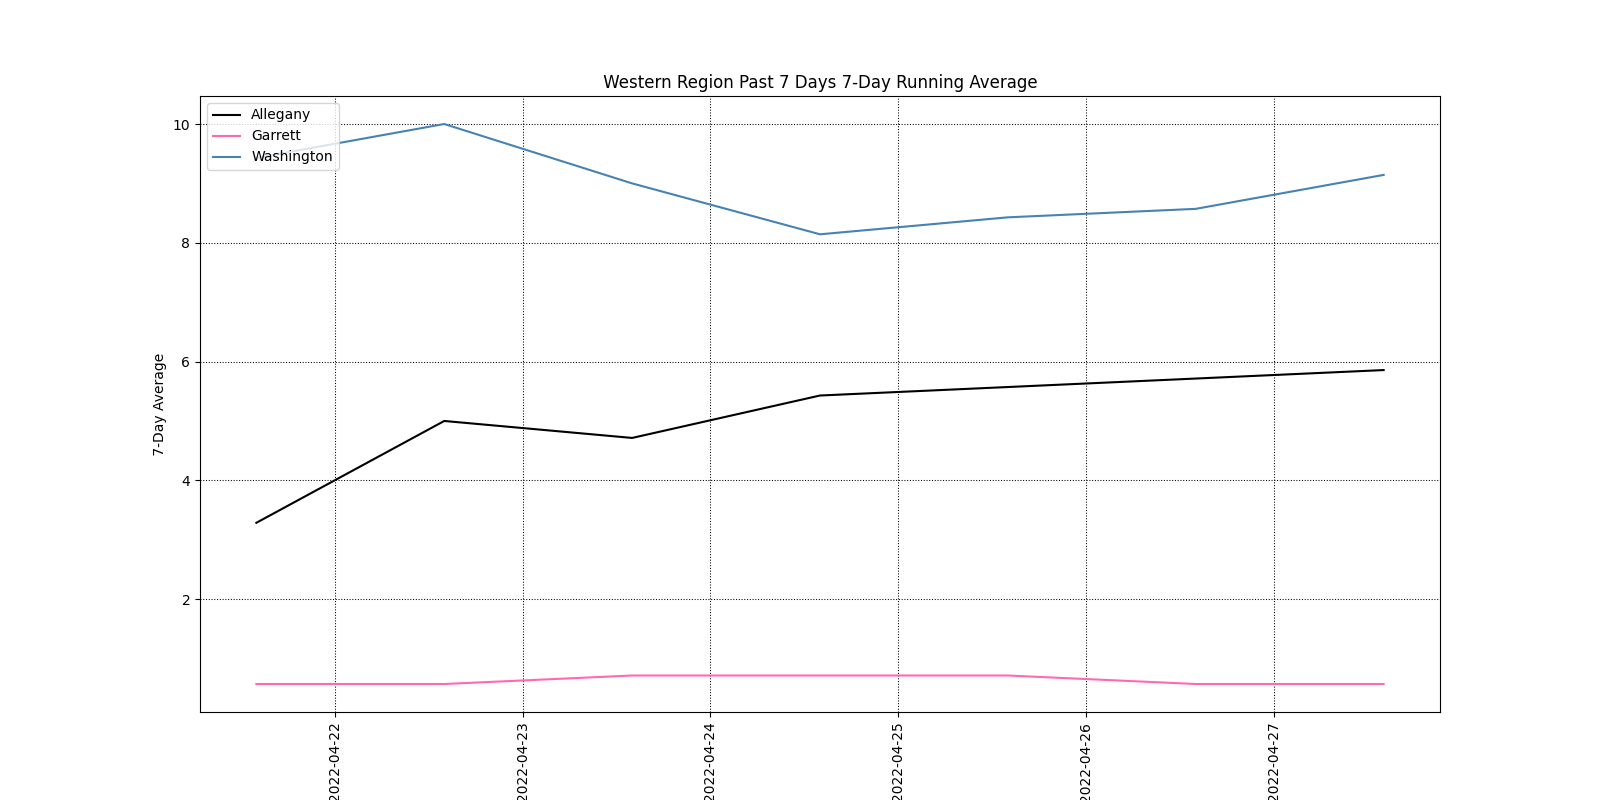 Western Region Past 7 Days 7-Day Running Average
Allegany
Garrett
Washington
10
8
6
4
2
7-Day Average
2022-04-22
2022-04-23
2022-04-24
2022-04-25
2022-04-26
2022-04-27